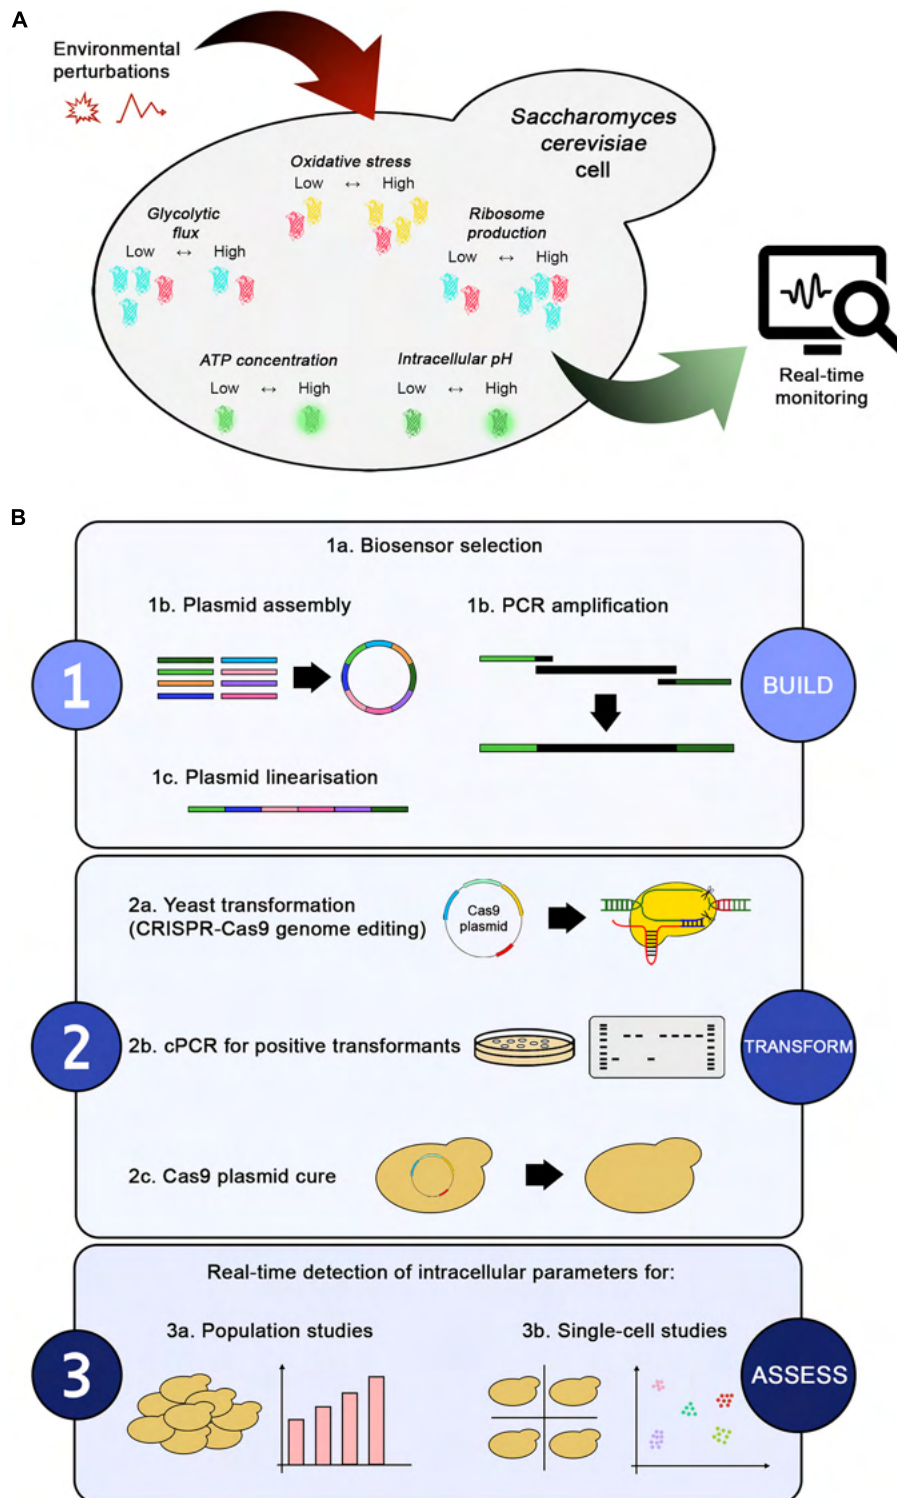 A
Environmental
perturbations
Saccharomyces
cerevisiae
cell
Oxidative stress
Low ↔ High
Glycolytic
flux
Low ↔ High
Ribosome
production
Low ↔ High
ATP concentration
Low ↔ High
Intracellular pH
Low ↔ High
Real-time
monitoring
B
1
BUILD
1a. Biosensor selection
1b. Plasmid assembly
1b. PCR amplification
1c. Plasmid linearisation
2
TRANSFORM
2a. Yeast transformation
(CRISPR-Cas9 genome editing)
Cas9
plasmid
2b. cPCR for positive transformants
2c. Cas9 plasmid cure
3
ASSESS
Real-time detection of intracellular parameters for:
3a. Population studies
3b. Single-cell studies